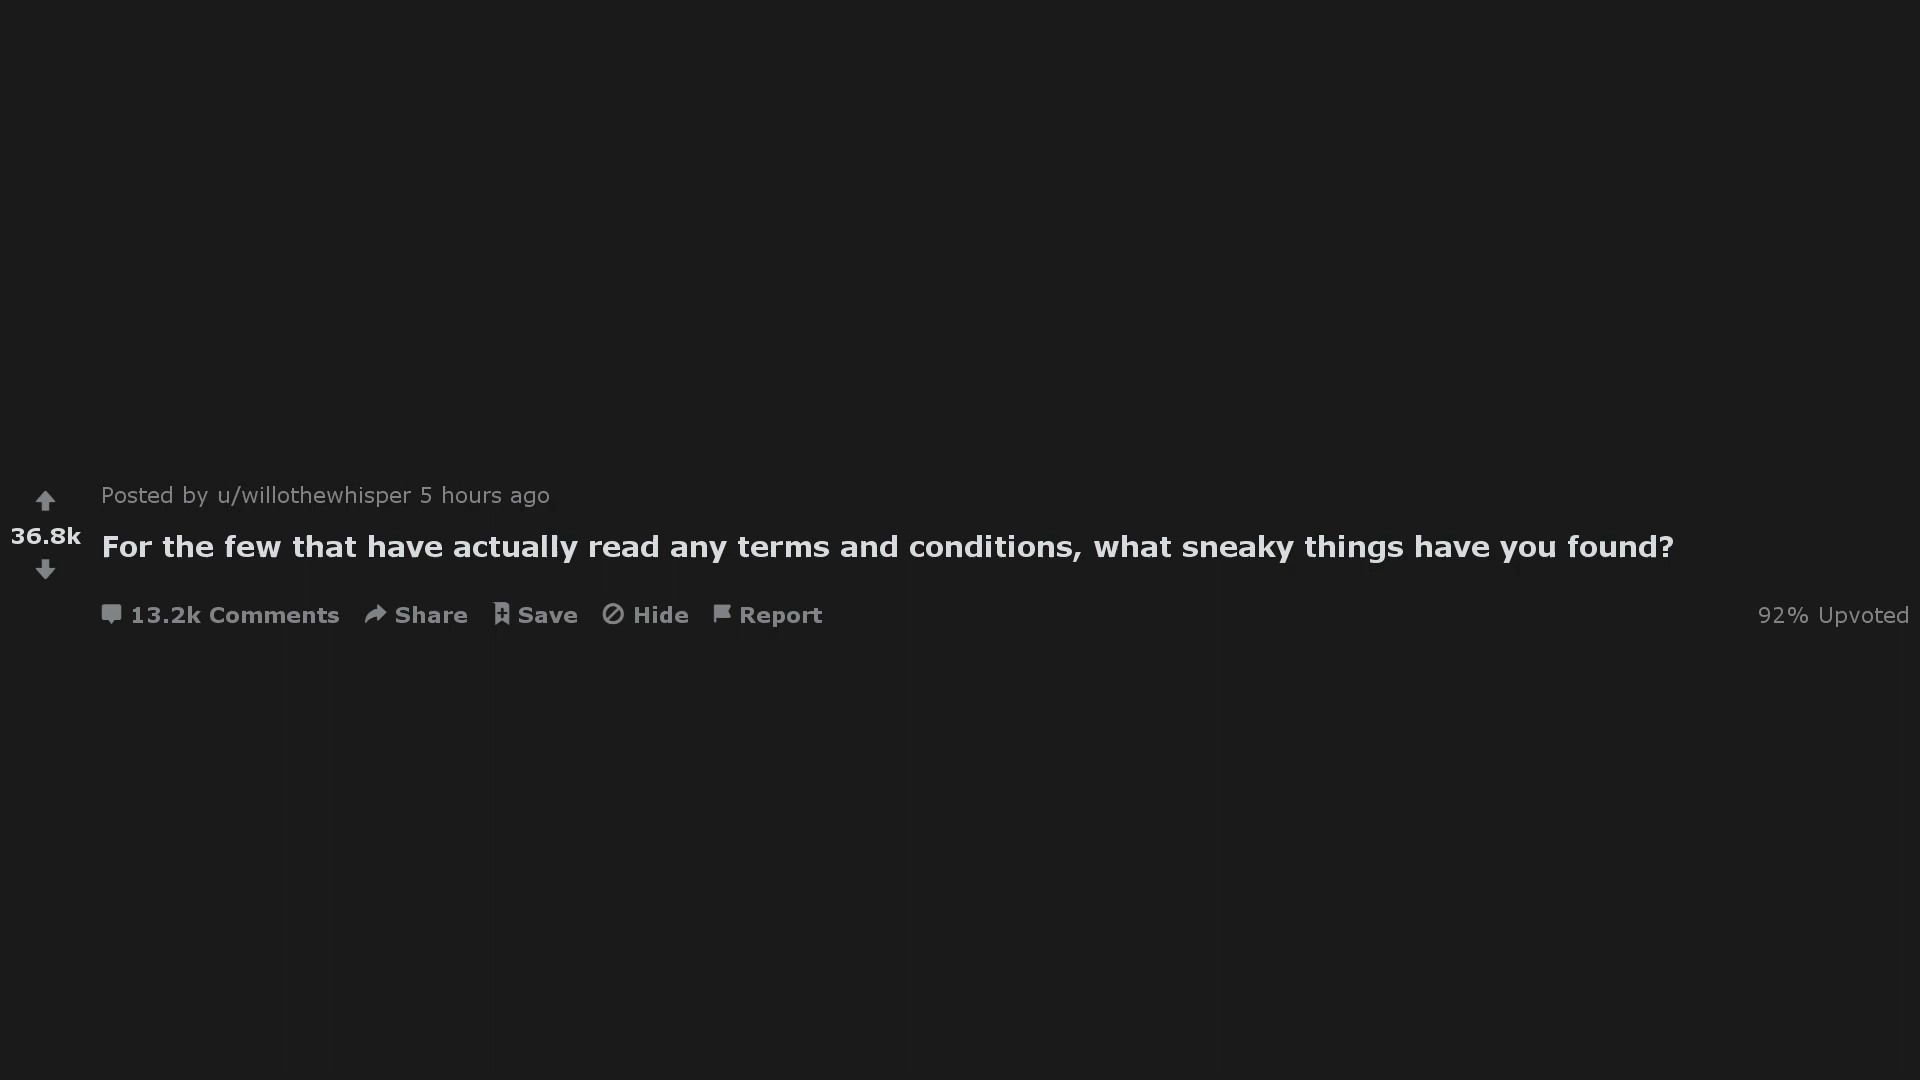 Posted by u/willothewhisper 5 hours ago
36.8k
For the few that have actually read any terms and conditions, what sneaky things have you found?
13.2k Comments Share Save Hide Report 92% Upvoted